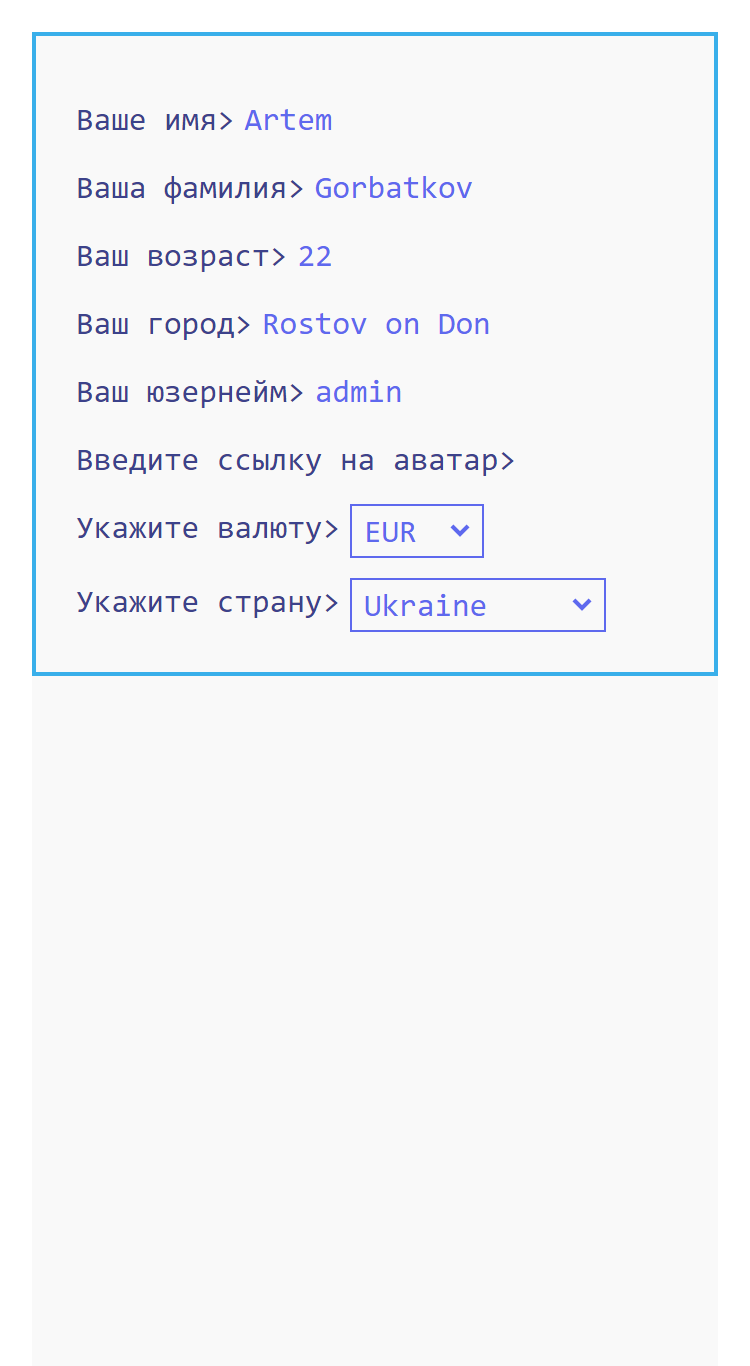 Ваше имя> Artem
Ваша фамилия> Gorbatkov
Ваш возраст> 22
Ваш город> Rostov on Don
Ваш юзернейм> admin
Введите ссылку на аватар>
Укажите валюту> EUR
Укажите страну> Ukraine